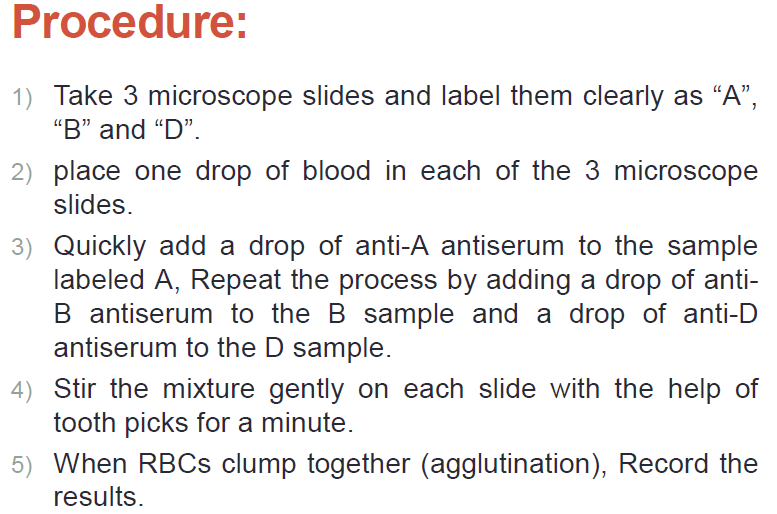 Procedure:
1) Take 3 microscope slides and label them clearly as “A”,
“B” and “D”.
2) place one drop of blood in each of the 3 microscope
slides.
3) Quickly add a drop of anti-A antiserum to the sample
labeled A, Repeat the process by adding a drop of anti-
B antiserum to the B sample and a drop of anti-D
antiserum to the D sample.
4) Stir the mixture gently on each slide with the help of
tooth picks for a minute.
5) When RBCs clump together (agglutination), Record the
results.